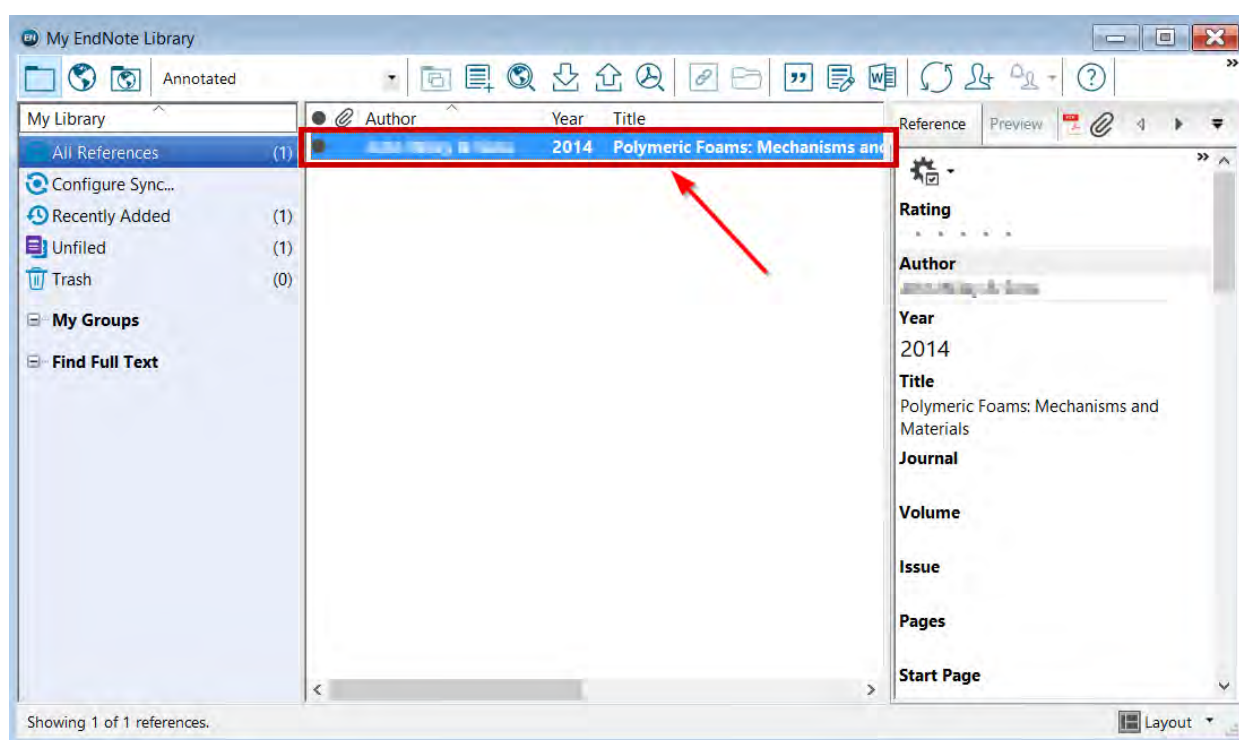 My EndNote Library
Annotated
My Library
All References (1)
Configure Sync...
Recently Added (1)
Unfiled (1)
Trash (0)
My Groups
Find Full Text
Author Year Title
2014 Polymeric Foams: Mechanisms and
Reference Preview
Rating
Author
Year
2014
Title
Polymeric Foams: Mechanisms and
Materials
Journal
Volume
Issue
Pages
Start Page
Showing 1 of 1 references.
Layout